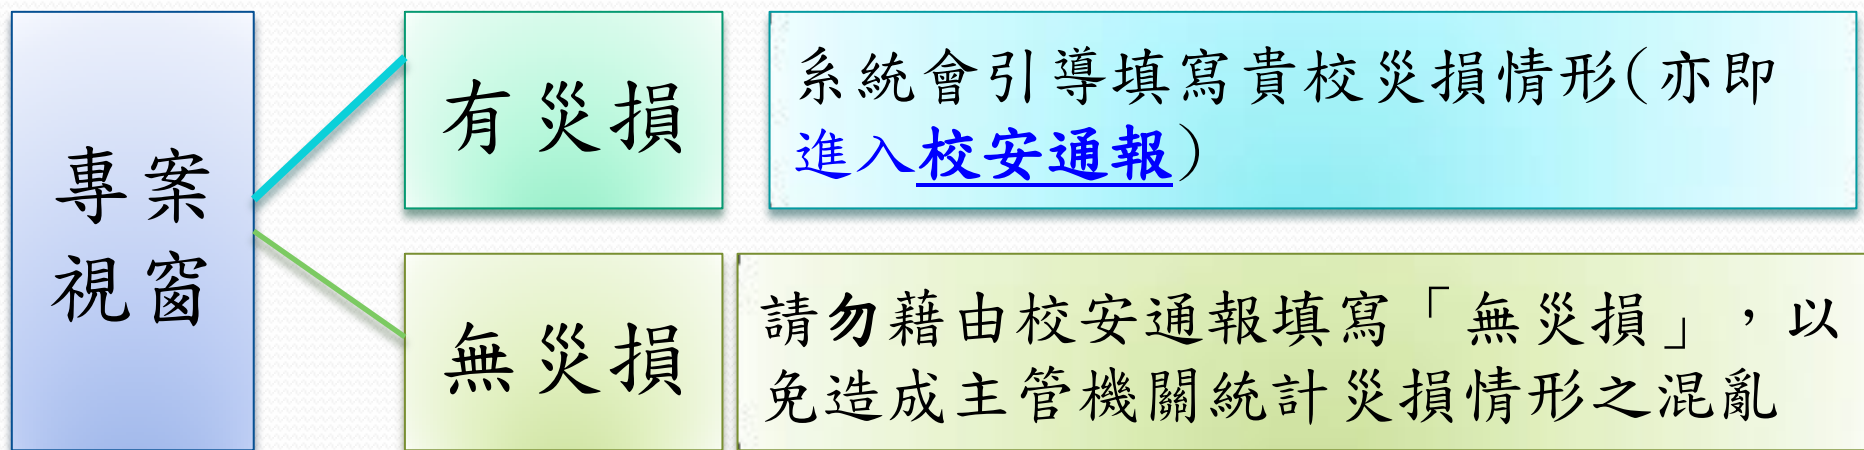 專案
視窗
有災損
系統會引導填寫貴校災損情形(亦即
進入校安通報)
無災損
請勿藉由校安通報填寫「無災損」，以
免造成主管機關統計災損情形之混亂